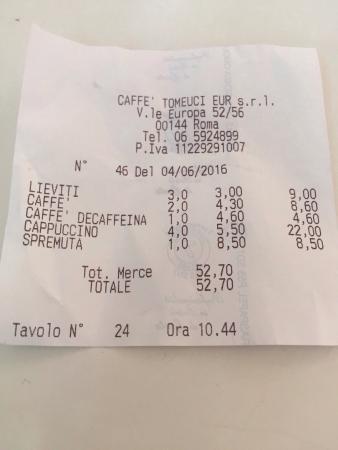 CAFFE' TOMEUCI EUR s.r.l.
V.le Europa 52/56
00144 Roma
Tel. 06 5924899
P.Iva 11229291007
N° 46 Del 04/06/2016
LIEVITI 3,0 3,00 9,00
CAFFE' 2,0 4,30 8,60
CAFFE' DECAFFEINA 1,0 4,60 4,60
CAPPUCCINO 4,0 5,50 22,00
SPREMUTA 1,0 8,50 8,50
Tot. Merce 52,70
TOTALE 52,70
Tavolo N° 24 Ora 10.44